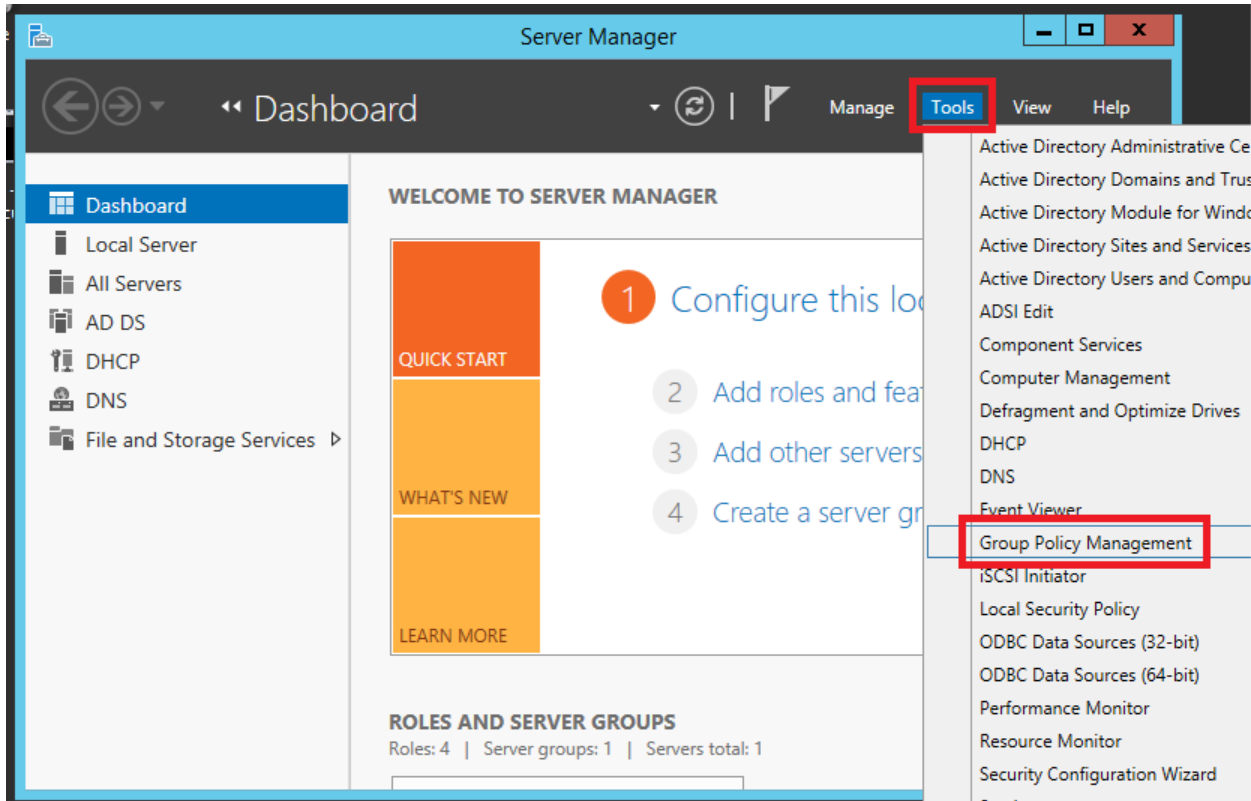 Server Manager
Dashboard
Manage
Tools
View
Help
Dashboard
Local Server
All Servers
AD DS
DHCP
DNS
File and Storage Services
WELCOME TO SERVER MANAGER
QUICK START
WHAT'S NEW
LEARN MORE
1 Configure this loc
2 Add roles and feat
3 Add other servers
4 Create a server gr
ROLES AND SERVER GROUPS
Roles: 4 | Server groups: 1 | Servers total: 1
Active Directory Administrative Ce
Active Directory Domains and Trus
Active Directory Module for Windo
Active Directory Sites and Services
Active Directory Users and Compu
ADSI Edit
Component Services
Computer Management
Defragment and Optimize Drives
DHCP
DNS
Event Viewer
Group Policy Management
iSCSI Initiator
Local Security Policy
ODBC Data Sources (32-bit)
ODBC Data Sources (64-bit)
Performance Monitor
Resource Monitor
Security Configuration Wizard